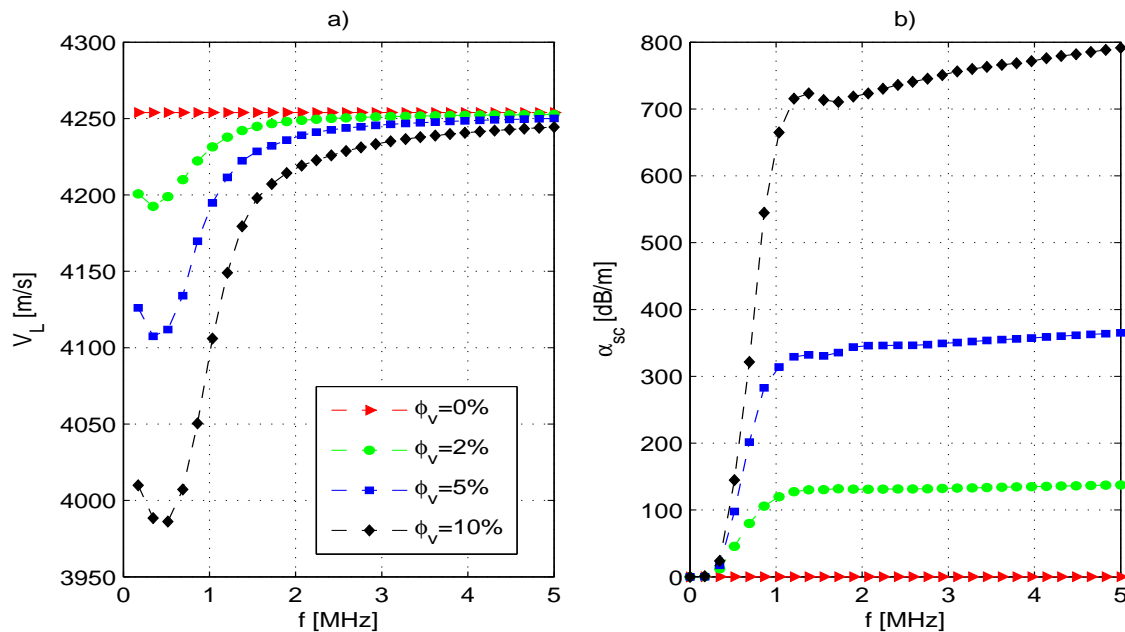 a)
4300
4250
4200
4150
4100
4050
4000
3950
V_L [m/s]
0 1 2 3 4 5
f [MHz]
ϕ_v=0%
ϕ_v=2%
ϕ_v=5%
ϕ_v=10%
b)
800
700
600
500
400
300
200
100
0
α_sc [dB/m]
0 1 2 3 4 5
f [MHz]